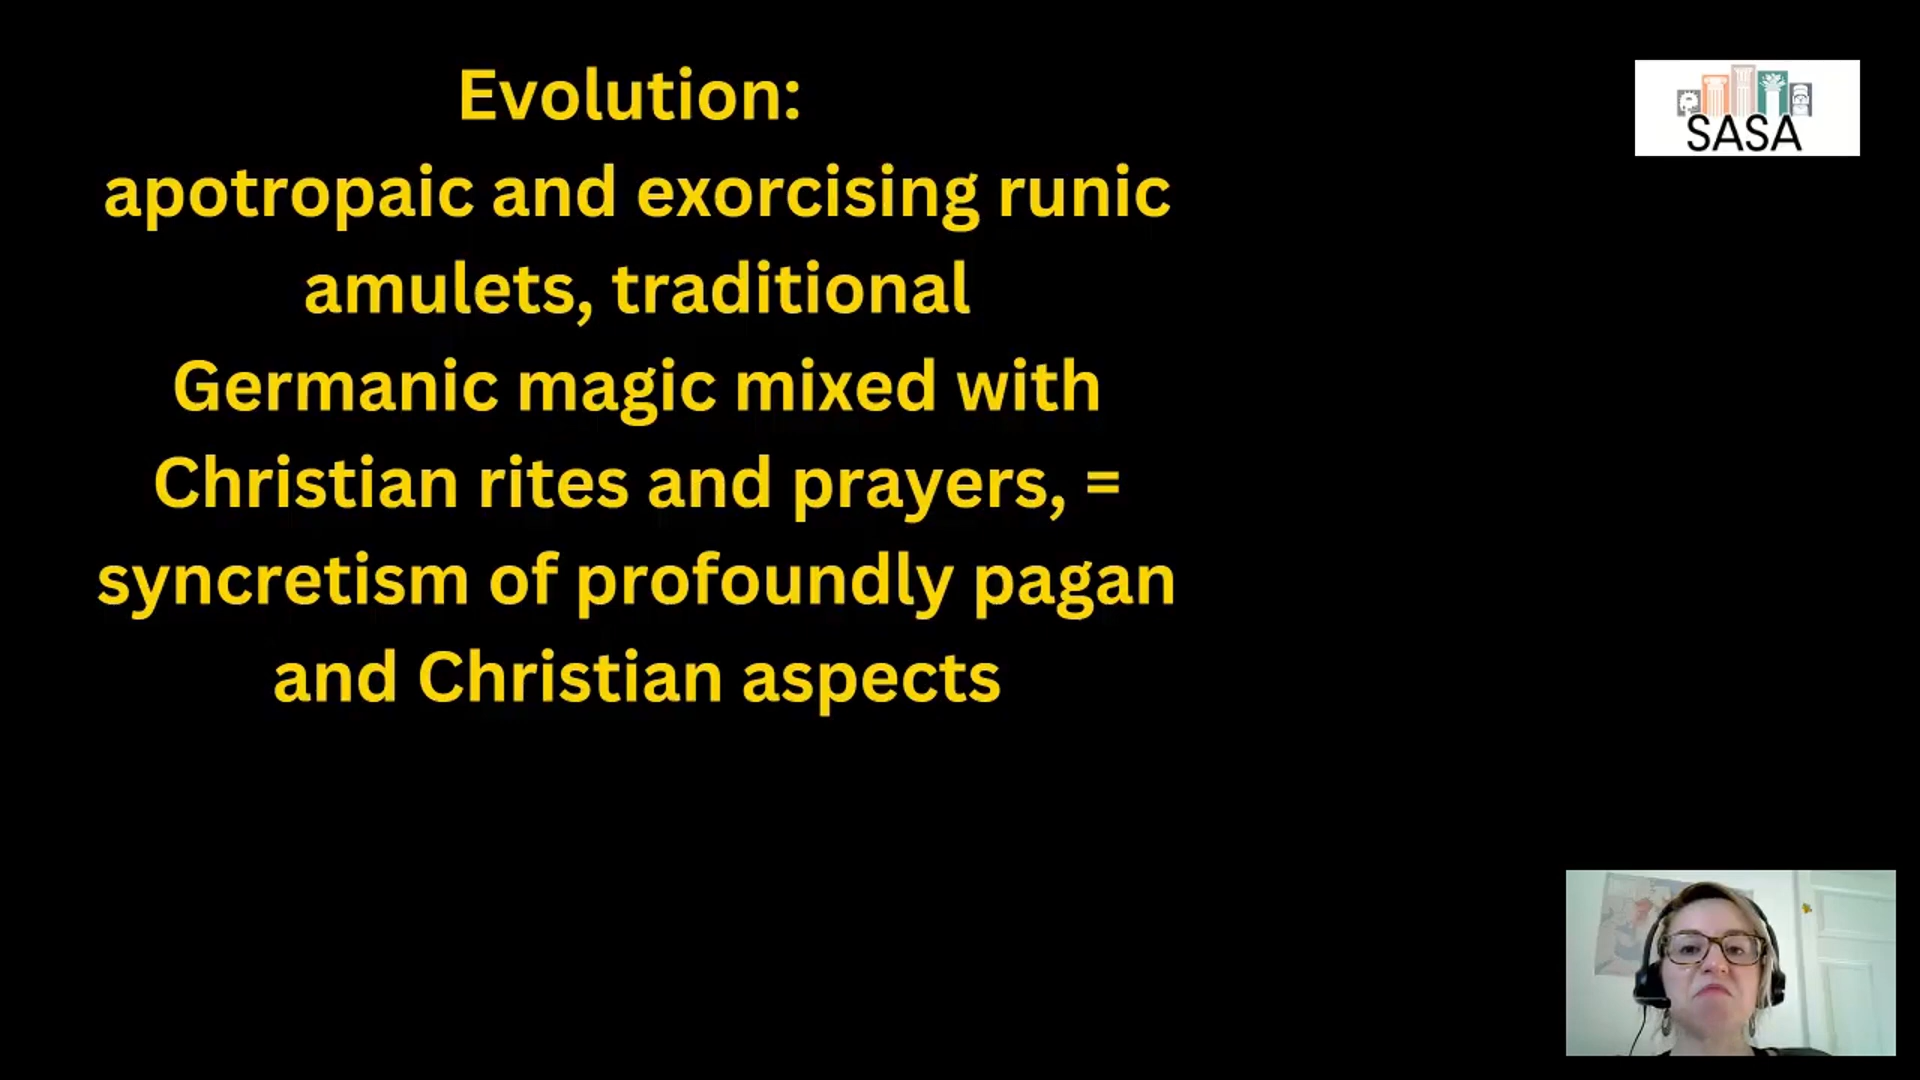 Evolution:
apotropaic and exorcising runic
amulets, traditional
Germanic magic mixed with
Christian rites and prayers, =
syncretism of profoundly pagan
and Christian aspects
SASA